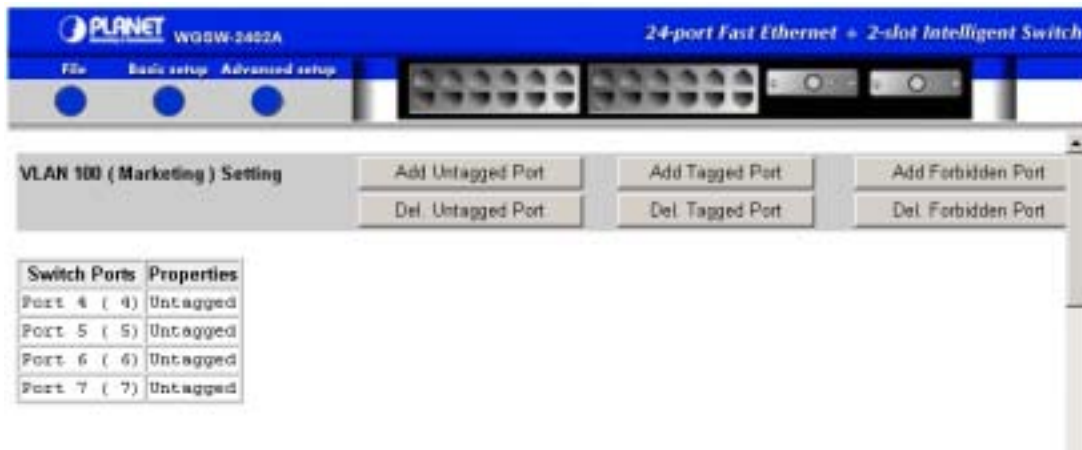 PLANET WGSW-2402A
24-port Fast Ethernet + 2-slot Intelligent Switch
File Basic setup Advanced setup
VLAN 100 ( Marketing ) Setting
Add Untagged Port Add Tagged Port Add Forbidden Port
Del. Untagged Port Del. Tagged Port Del. Forbidden Port
Switch Ports Properties
Port 4 ( 4) Untagged
Port 5 ( 5) Untagged
Port 6 ( 6) Untagged
Port 7 ( 7) Untagged